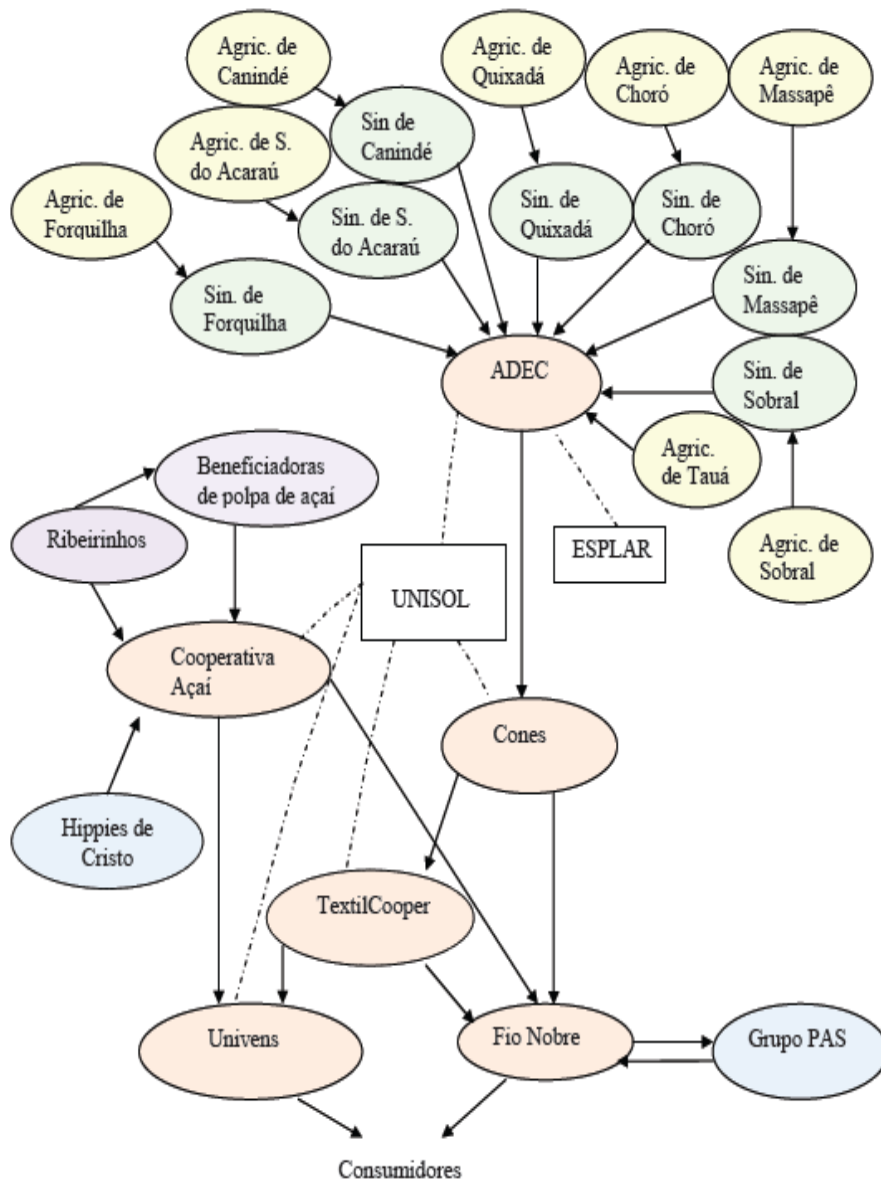 Agric. de
Canindé
Agric. de
Quixadá
Agric. de
Choró
Agric. de
Massapê
Agric. de S.
do Acaraú
Sin de
Canindé
Agric. de
Forquilha
Sin. de S.
do Acaraú
Sin. de
Quixadá
Sin. de
Choró
Sin. de
Forquilha
Sin. de
Massapê
ADEC
Sin. de
Sobral
Agric.
de Tauá
Beneficiadoras
de polpa de açaí
Ribeirinhos
ESPLAR
Agric. de
Sobral
UNISOL
Cooperativa
Açaí
Cones
Hippies de
Cristo
TextilCooper
Univens
Fio Nobre
Grupo PAS
Consumidores